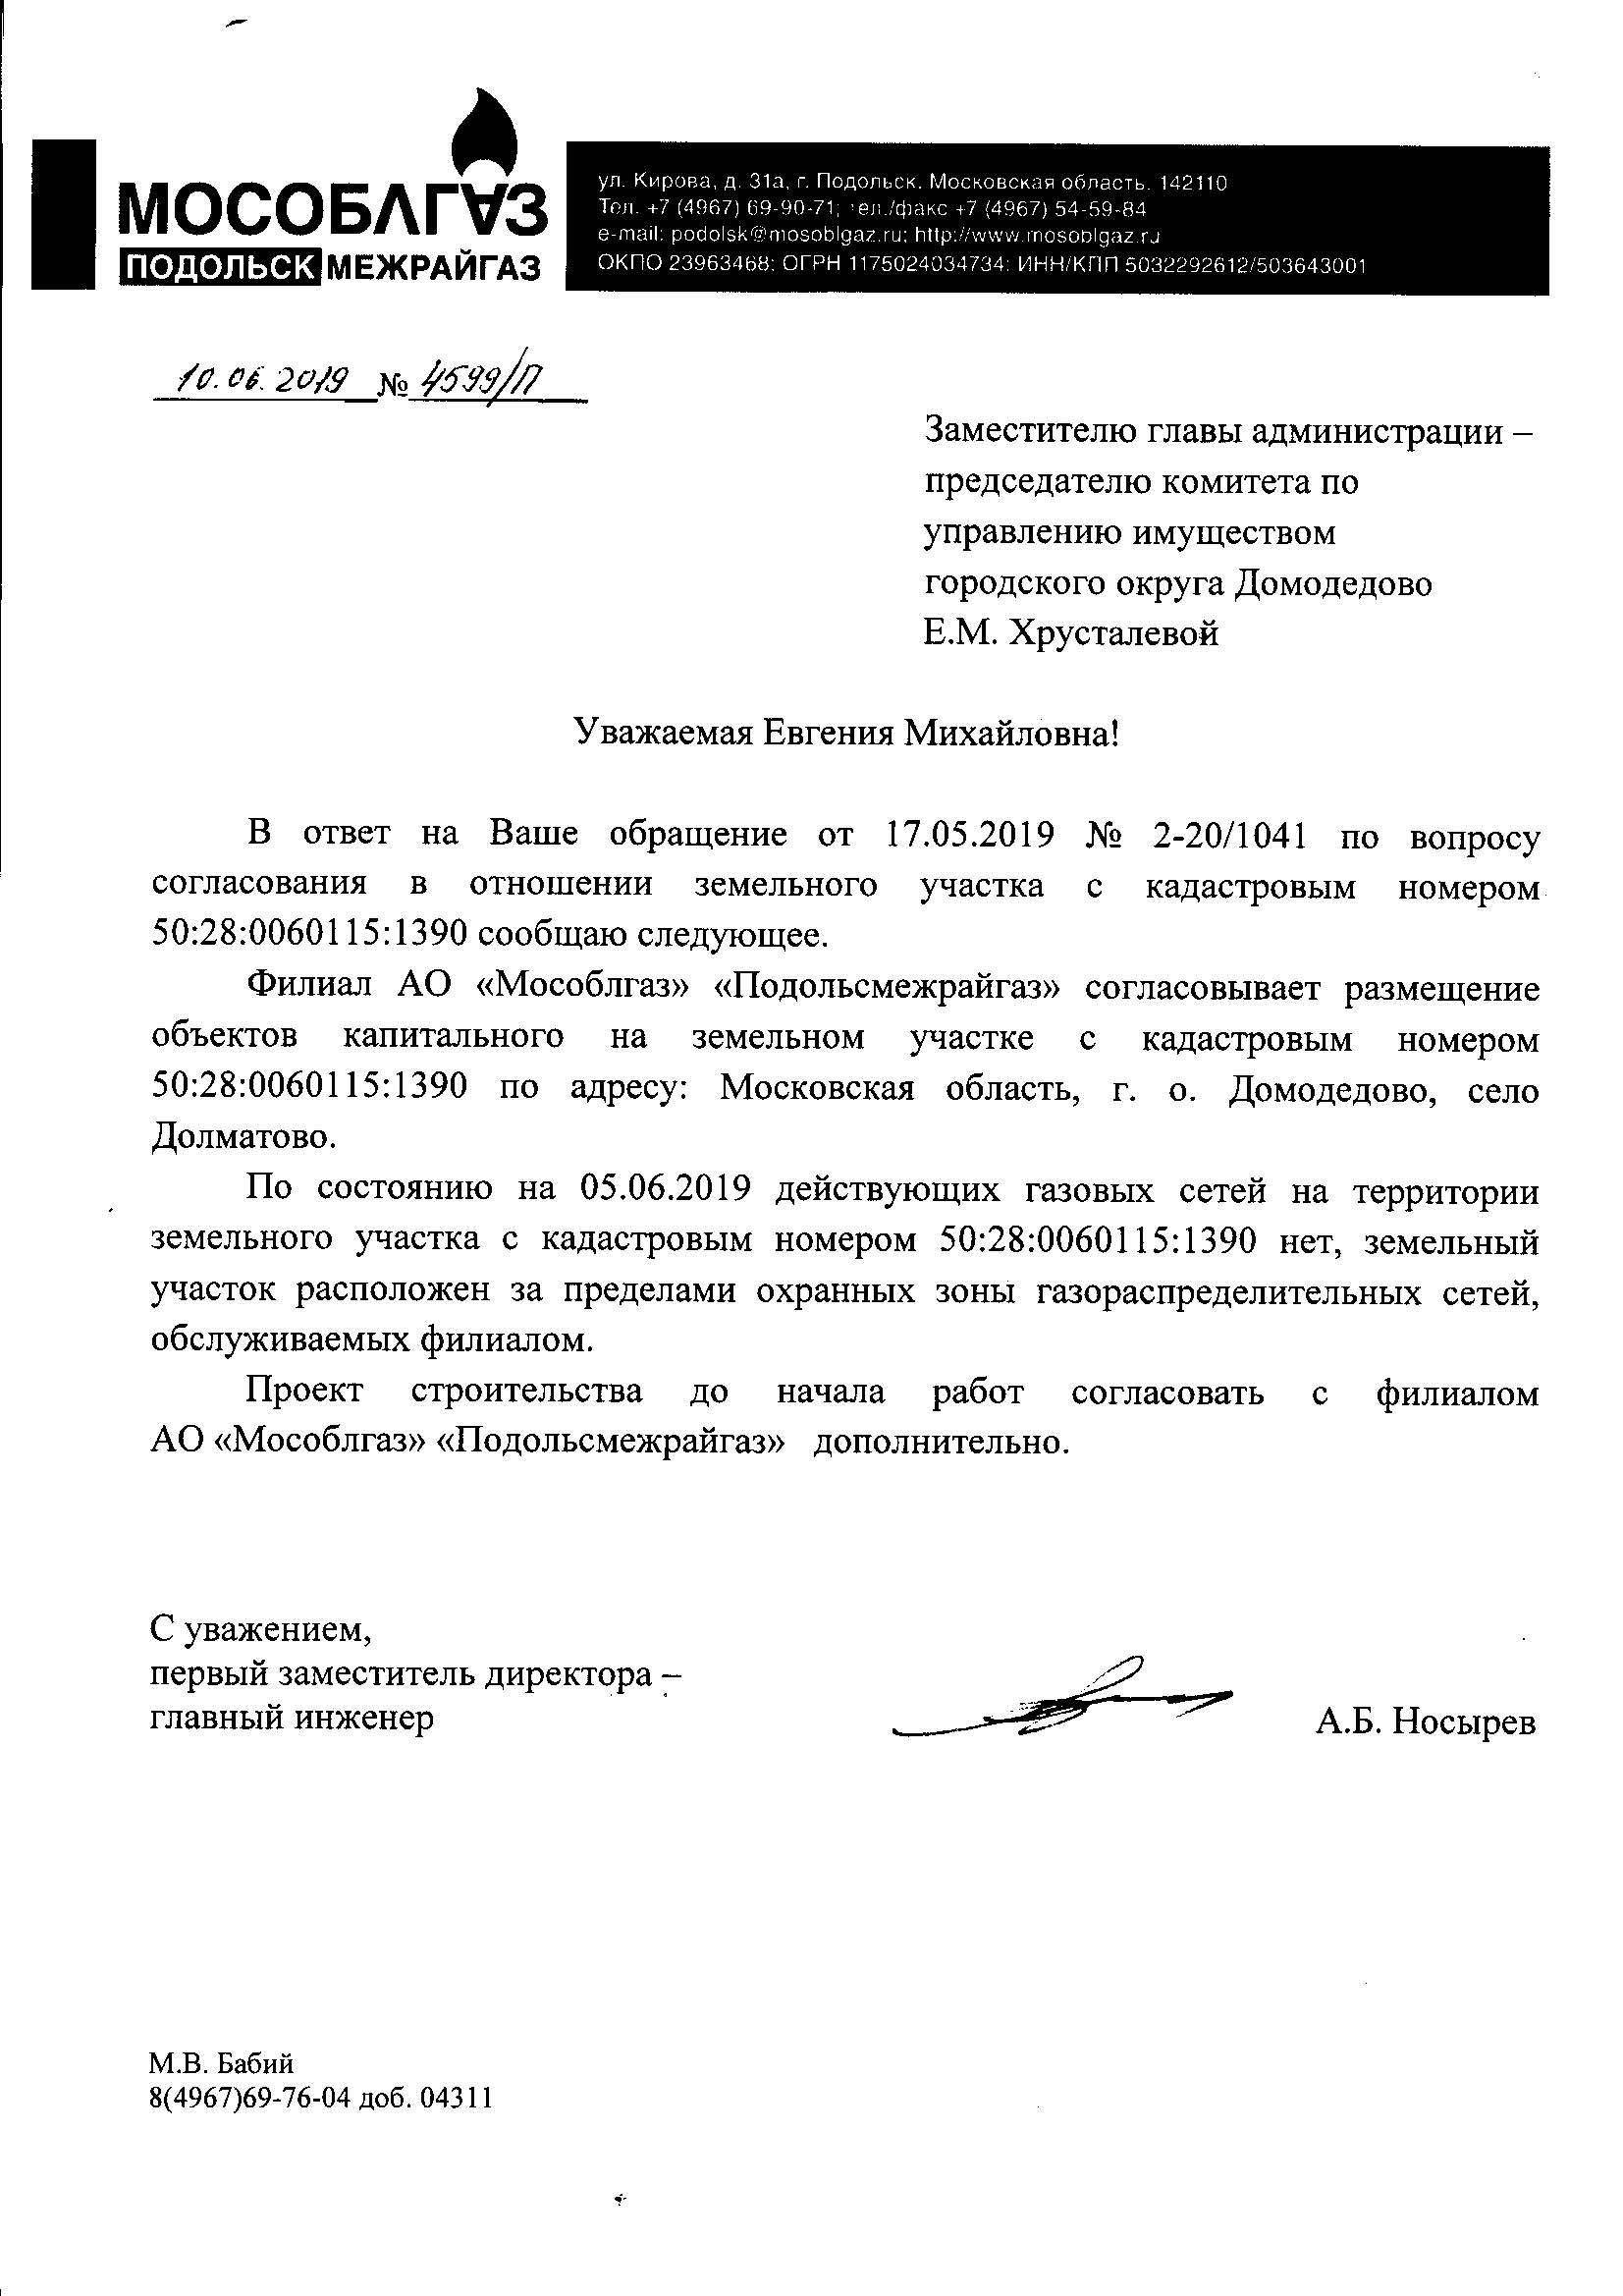 МОСОБЛГАЗ
ПОДОЛЬСКМЕЖРАЙГАЗ
ул. Кирова, д. 31а, г. Подольск. Московская область. 142110
Тел. +7 (4967) 69-90-71; тел./факс +7 (4967) 54-59-84
e-mail: podolsk@mosoblgaz.ru; http://www.mosoblgaz.ru
ОКПО 23963468; ОГРН 1175024034734; ИНН/КПП 5032292612/503643001
10.06.2019 № 4599/П
Заместителю главы администрации –
председателю комитета по
управлению имуществом
городского округа Домодедово
Е.М. Хрусталевой
Уважаемая Евгения Михайловна!
В ответ на Ваше обращение от 17.05.2019 № 2-20/1041 по вопросу
согласования в отношении земельного участка с кадастровым номером
50:28:0060115:1390 сообщаю следующее.
Филиал АО «Мособлгаз» «Подольсмежрайгаз» согласовывает размещение
объектов капитального на земельном участке с кадастровым номером
50:28:0060115:1390 по адресу: Московская область, г. о. Домодедово, село
Долматово.
По состоянию на 05.06.2019 действующих газовых сетей на территории
земельного участка с кадастровым номером 50:28:0060115:1390 нет, земельный
участок расположен за пределами охранных зоны газораспределительных сетей,
обслуживаемых филиалом.
Проект строительства до начала работ согласовать с филиалом
АО «Мособлгаз» «Подольсмежрайгаз» дополнительно.
С уважением,
первый заместитель директора –
главный инженер
А.Б. Носырев
М.В. Бабий
8(4967)69-76-04 доб. 04311